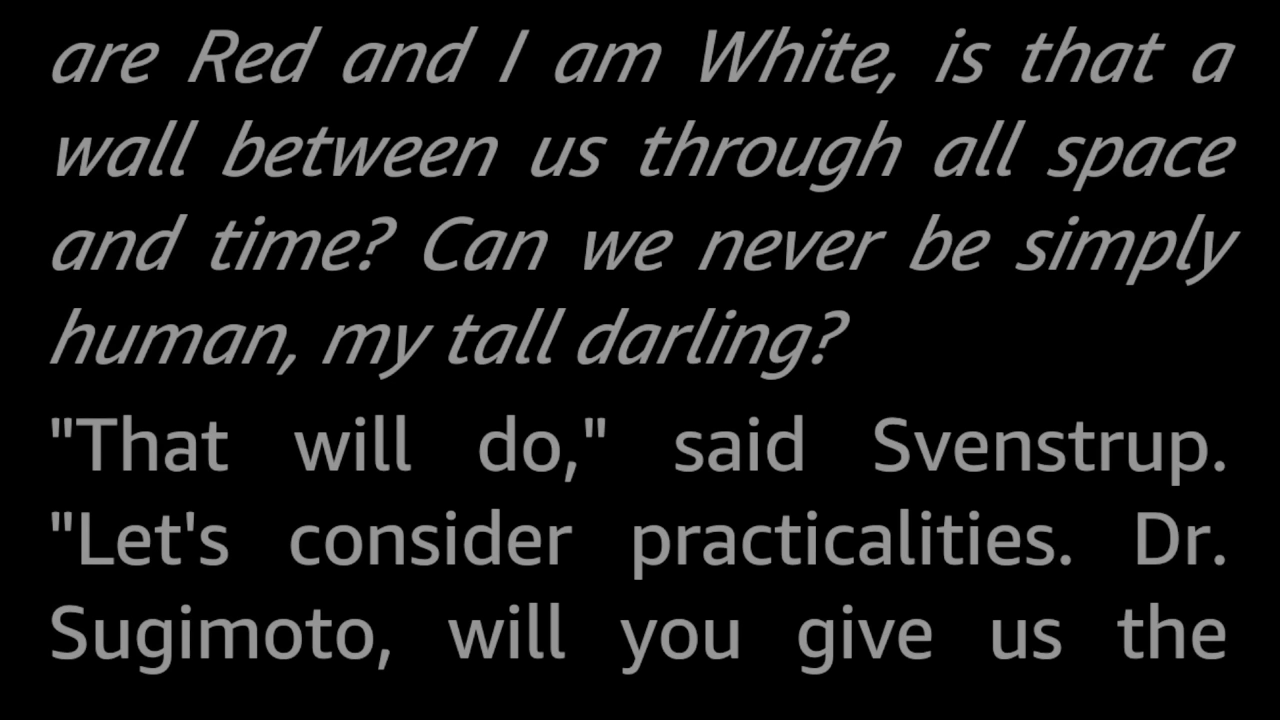 are Red and I am White, is that a
wall between us through all space
and time? Can we never be simply
human, my tall darling?
"That will do," said Svenstrup.
"Let's consider practicalities. Dr.
Sugimoto, will you give us the